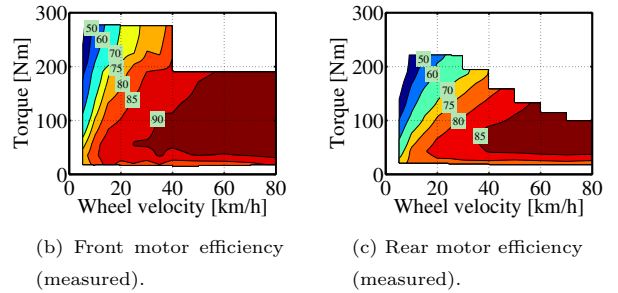 300
200
100
0
Torque [Nm]
50
60
70
75
80
85
90
0 20 40 60 80
Wheel velocity [km/h]
(b) Front motor efficiency
(measured).
300
200
100
0
Torque [Nm]
50
60
70
75
80
85
0 20 40 60 80
Wheel velocity [km/h]
(c) Rear motor efficiency
(measured).